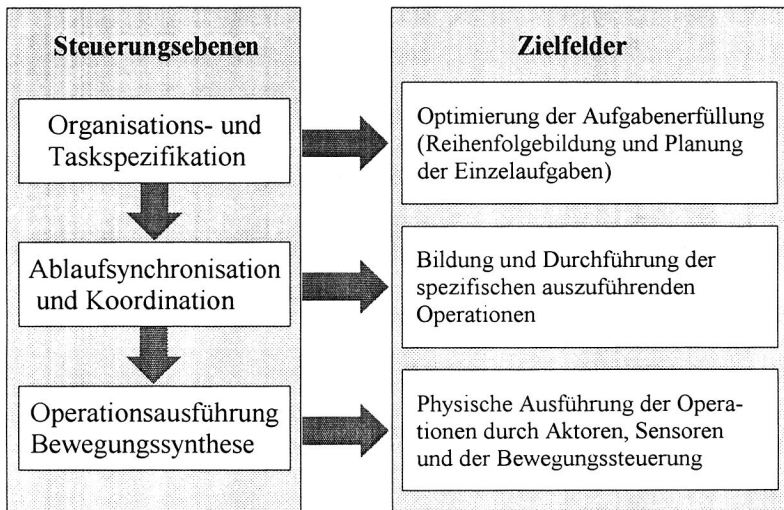 Steuerungsebenen
Organisations- und
Taskspezifikation
Ablaufsynchronisation
und Koordination
Operationsausführung
Bewegungssynthese
Zielfelder
Optimierung der Aufgabenerfüllung
(Reihenfolgebildung und Planung
der Einzelaufgaben)
Bildung und Durchführung der
spezifischen auszuführenden
Operationen
Physische Ausführung der Opera-
tionen durch Aktoren, Sensoren
und der Bewegungssteuerung